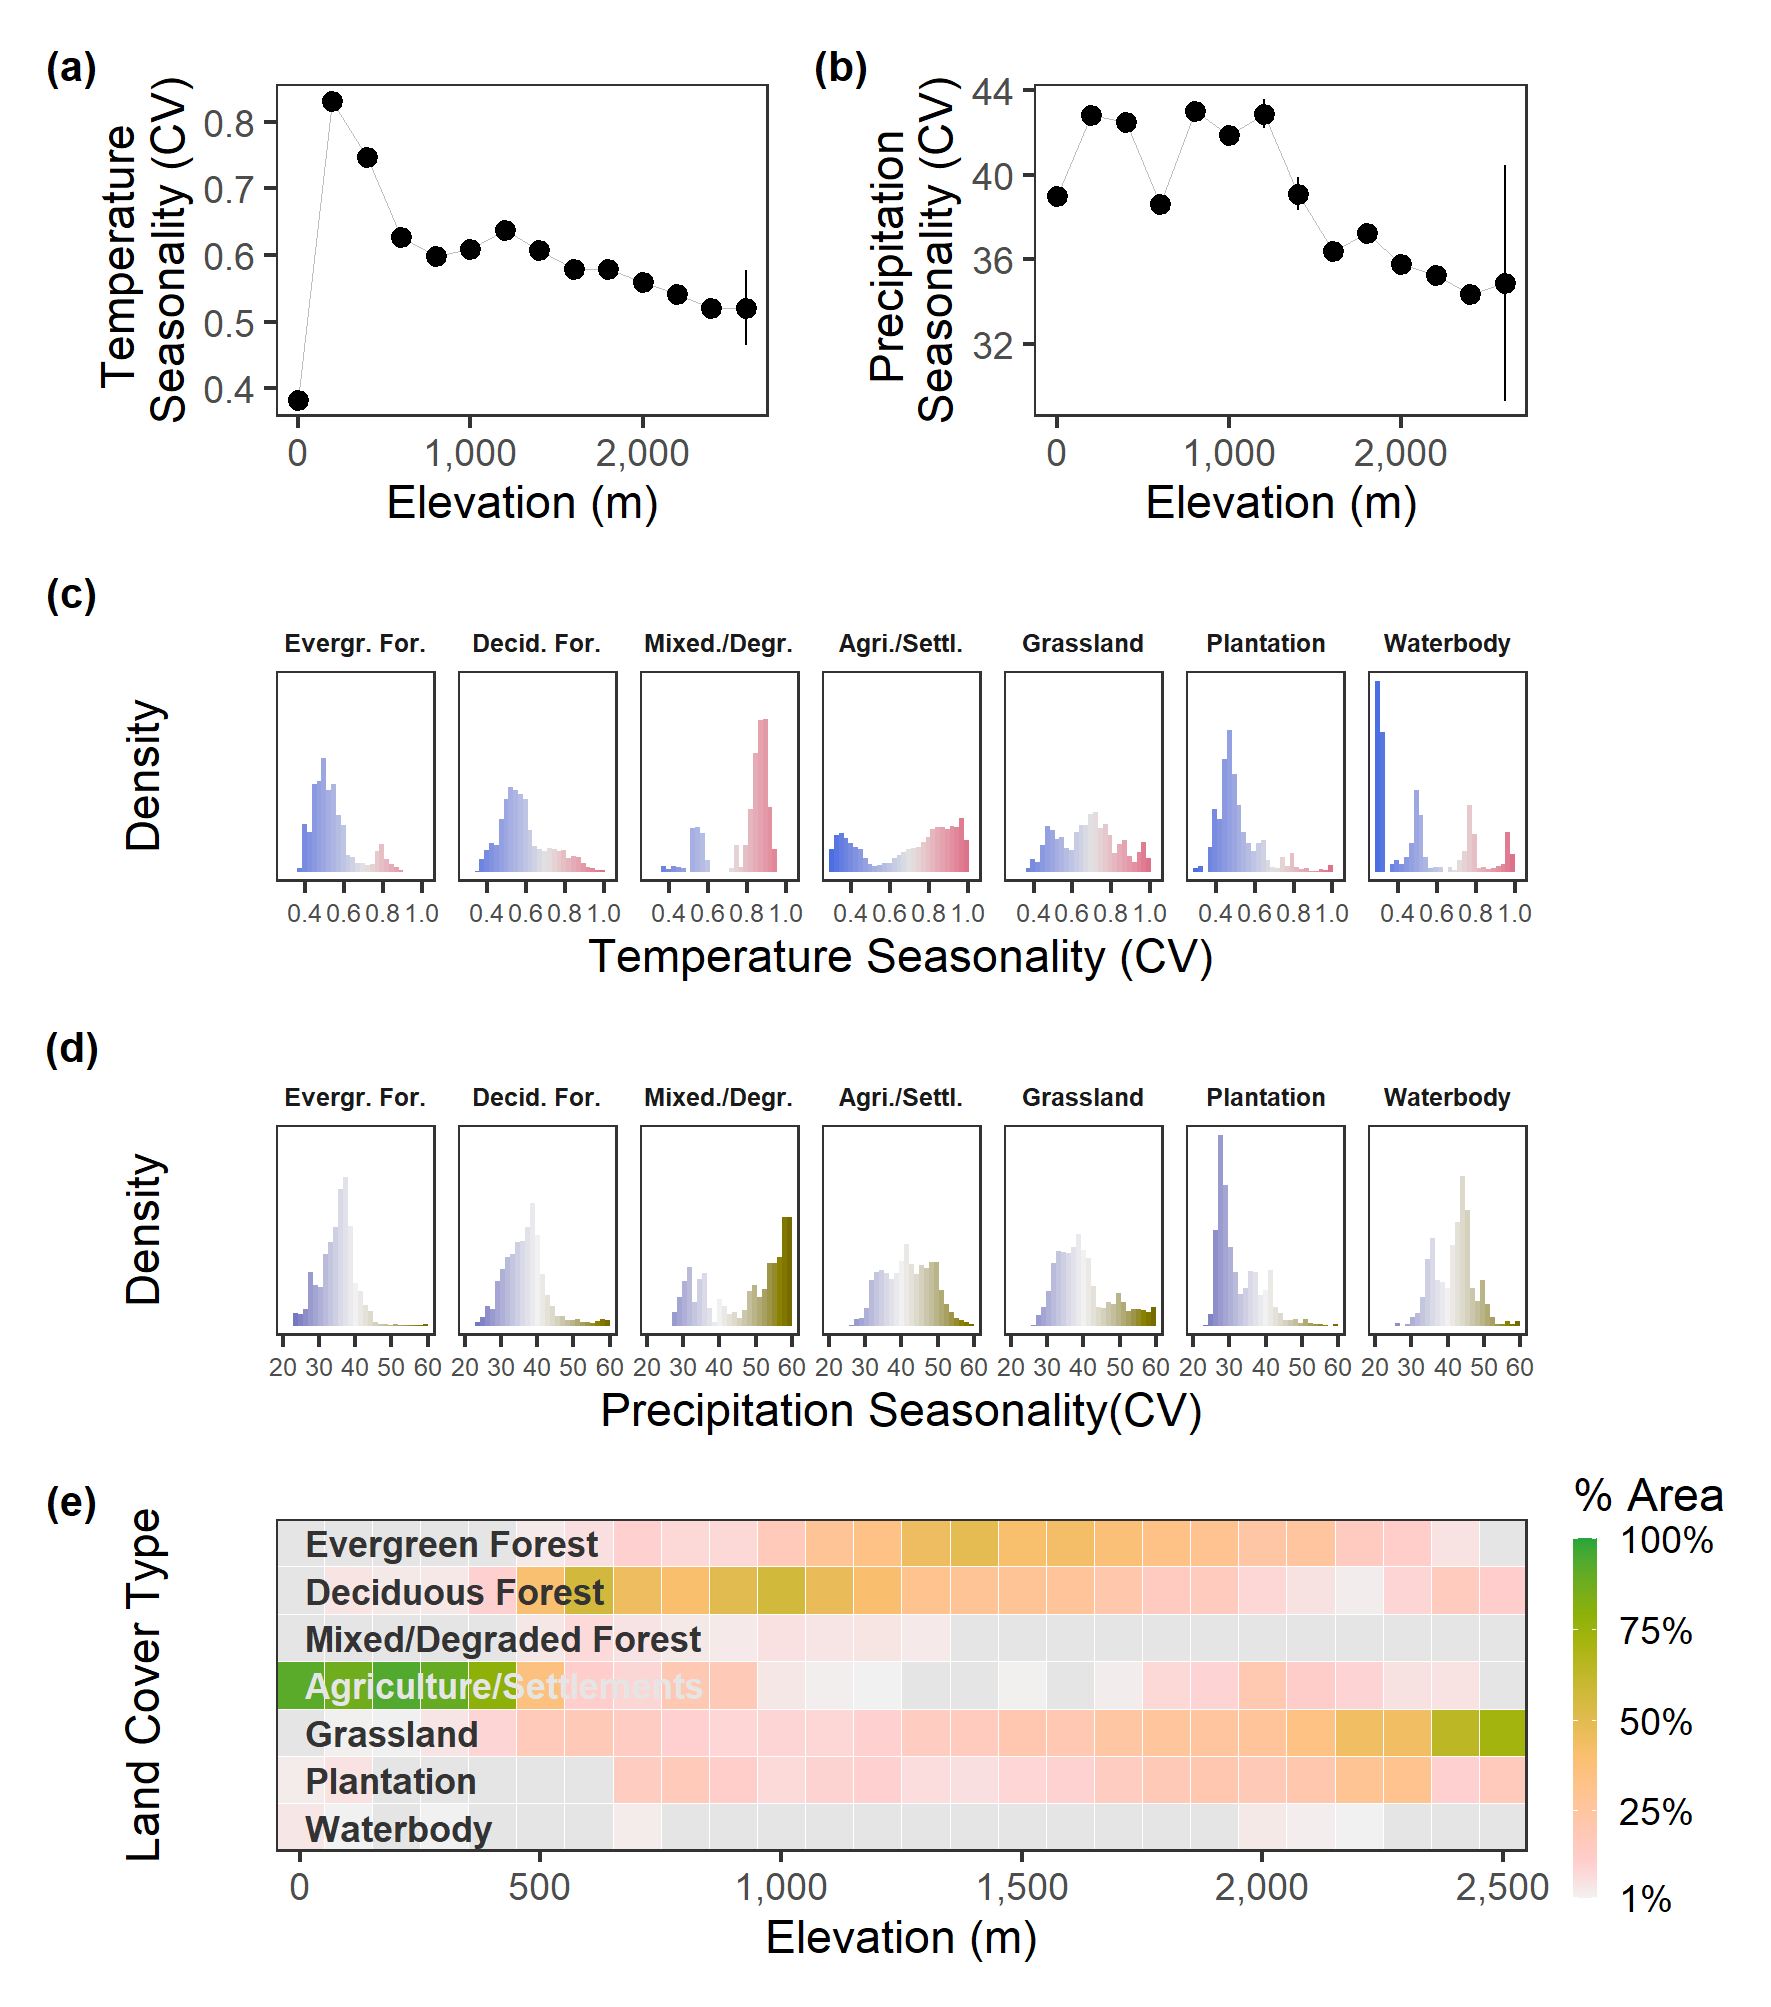 (a)
Temperature
Seasonality (CV)
0.8
0.7
0.6
0.5
0.4
0 1,000 2,000
Elevation (m)
(b)
Precipitation
Seasonality (CV)
44
40
36
32
0 1,000 2,000
Elevation (m)
(c)
Density
Evergr. For. Decid. For. Mixed./Degr. Agri./Settl. Grassland Plantation Waterbody
0.4 0.6 0.8 1.0 0.4 0.6 0.8 1.0 0.4 0.6 0.8 1.0 0.4 0.6 0.8 1.0 0.4 0.6 0.8 1.0 0.4 0.6 0.8 1.0 0.4 0.6 0.8 1.0
Temperature Seasonality (CV)
(d)
Density
Evergr. For. Decid. For. Mixed./Degr. Agri./Settl. Grassland Plantation Waterbody
20 30 40 50 60 20 30 40 50 60 20 30 40 50 60 20 30 40 50 60 20 30 40 50 60 20 30 40 50 60 20 30 40 50 60
Precipitation Seasonality(CV)
(e)
Land Cover Type
Evergreen Forest
Deciduous Forest
Mixed/Degraded Forest
Agriculture/Settlements
Grassland
Plantation
Waterbody
0 500 1,000 1,500 2,000 2,500
Elevation (m)
% Area
100%
75%
50%
25%
1%